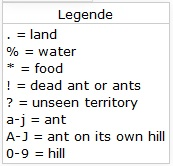 Legende
. = land
% = water
* = food
! = dead ant or ants
? = unseen territory
a-j = ant
A-J = ant on its own hill
0-9 = hill